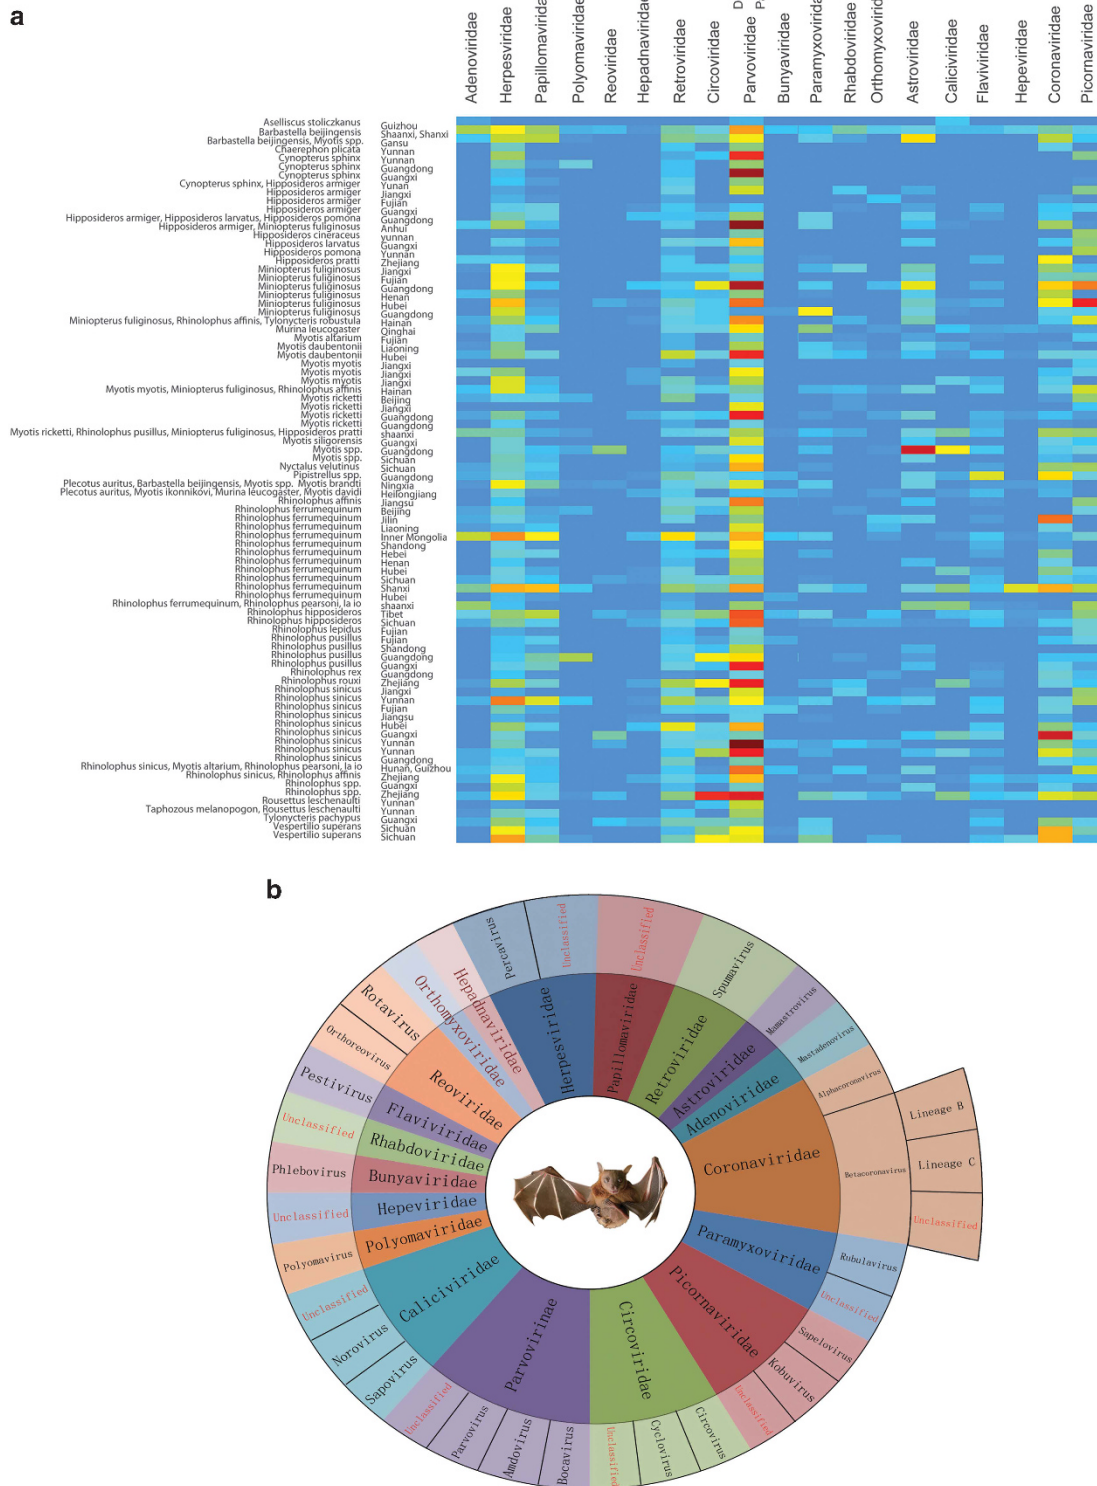 a
D
P
Adenoviridae
Herpesviridae
Papillomavirida
Polyomaviridae
Reoviridae
Hepadnaviridae
Retroviridae
Circoviridae
Parvoviridae
Bunyaviridae
Paramyxovirida
Rhabdoviridae
Orthomyxovirid
Astroviridae
Caliciviridae
Flaviviridae
Hepeviridae
Coronaviridae
Picornavirida
Aselliscus stoliczkanus Guizhou
Barbastella beijingensis Shaanxi, Shanxi
Barbastella beijingensis, Myotis spp. Gansu
Chaerephon plicata Yunnan
Cynopterus sphinx Yunnan
Cynopterus sphinx Guangdong
Cynopterus sphinx Guangxi
Cynopterus sphinx, Hipposideros armiger Yunan
Hipposideros armiger Jiangxi
Hipposideros armiger Fujian
Hipposideros armiger Guangxi
Hipposideros armiger, Hipposideros larvatus, Hipposideros pomona Guangdong
Hipposideros armiger, Miniopterus fuliginosus Anhui
Hipposideros cineraceus yunnan
Hipposideros larvatus Guangxi
Hipposideros pomona Yunnan
Hipposideros pratti Zhejiang
Miniopterus fuliginosus Jiangxi
Miniopterus fuliginosus Fujian
Miniopterus fuliginosus Guangdong
Miniopterus fuliginosus Henan
Miniopterus fuliginosus Hubei
Miniopterus fuliginosus Guangdong
Miniopterus fuliginosus, Rhinolophus affinis, Tylonycteris robustula Hainan
Murina leucogaster Qinghai
Myotis altarium Fujian
Myotis daubentonii Liaoning
Myotis daubentonii Hubei
Myotis myotis Jiangxi
Myotis myotis Jiangxi
Myotis myotis Jiangxi
Myotis myotis, Miniopterus fuliginosus, Rhinolophus affinis Hainan
Myotis ricketti Beijing
Myotis ricketti Jiangxi
Myotis ricketti Guangdong
Myotis ricketti Guangdong
Myotis ricketti, Rhinolophus pusillus, Miniopterus fuliginosus, Hipposideros pratti shaanxi
Myotis siligorensis Guangxi
Myotis spp. Guangdong
Myotis spp. Sichuan
Nyctalus velutinus Sichuan
Pipistrellus spp. Guangdong
Plecotus auritus, Barbastella beijingensis, Myotis spp. Myotis brandti Ningxia
Plecotus auritus, Myotis ikonnikovi, Murina leucogaster, Myotis davidi Heilongjiang
Rhinolophus affinis Jiangsu
Rhinolophus ferrumequinum Beijing
Rhinolophus ferrumequinum Jilin
Rhinolophus ferrumequinum Liaoning
Rhinolophus ferrumequinum Inner Mongolia
Rhinolophus ferrumequinum Shandong
Rhinolophus ferrumequinum Hebei
Rhinolophus ferrumequinum Henan
Rhinolophus ferrumequinum Hubei
Rhinolophus ferrumequinum Sichuan
Rhinolophus ferrumequinum Shanxi
Rhinolophus ferrumequinum Hubei
Rhinolophus ferrumequinum, Rhinolophus pearsoni, Ia io shaanxi
Rhinolophus hipposideros Tibet
Rhinolophus hipposideros Sichuan
Rhinolophus lepidus Fujian
Rhinolophus pusillus Fujian
Rhinolophus pusillus Shandong
Rhinolophus pusillus Guangdong
Rhinolophus pusillus Guangxi
Rhinolophus rex Guangdong
Rhinolophus rouxi Zhejiang
Rhinolophus sinicus Jiangxi
Rhinolophus sinicus Yunnan
Rhinolophus sinicus Fujian
Rhinolophus sinicus Jiangsu
Rhinolophus sinicus Hubei
Rhinolophus sinicus Guangxi
Rhinolophus sinicus Yunnan
Rhinolophus sinicus Yunnan
Rhinolophus sinicus Guangdong
Rhinolophus sinicus, Myotis altarium, Rhinolophus pearsoni, Ia io Hunan, Guizhou
Rhinolophus sinicus, Rhinolophus affinis Zhejiang
Rhinolophus spp. Guangxi
Rhinolophus spp. Zhejiang
Rousettus leschenaulti Yunnan
Taphozous melanopogon, Rousettus leschenaulti Yunnan
Tylonycteris pachypus Guangxi
Vespertilio superans Sichuan
Vespertilio superans Sichuan
b
Percavirus
Unclassified
Unclassified
Spumavirus
Mamastrovirus
Mastadenovirus
Alphacoronavirus
Betacoronavirus
Lineage B
Lineage C
Unclassified
Rubulavirus
Unclassified
Sapelovirus
Kobuvirus
Unclassified
Circovirus
Cyclovirus
Unclassified
Bocavirus
Amdovirus
Parvovirus
Unclassified
Sapovirus
Norovirus
Unclassified
Polyomavirus
Unclassified
Phlebovirus
Unclassified
Pestivirus
Orthoreovirus
Rotavirus
Orthomyxoviridae
Hepadnaviridae
Herpesviridae
Papillomaviridae
Retroviridae
Astroviridae
Adenoviridae
Coronaviridae
Paramyxoviridae
Picornaviridae
Circoviridae
Parvovirinae
Caliciviridae
Polyomaviridae
Hepeviridae
Bunyaviridae
Rhabdoviridae
Flaviviridae
Reoviridae